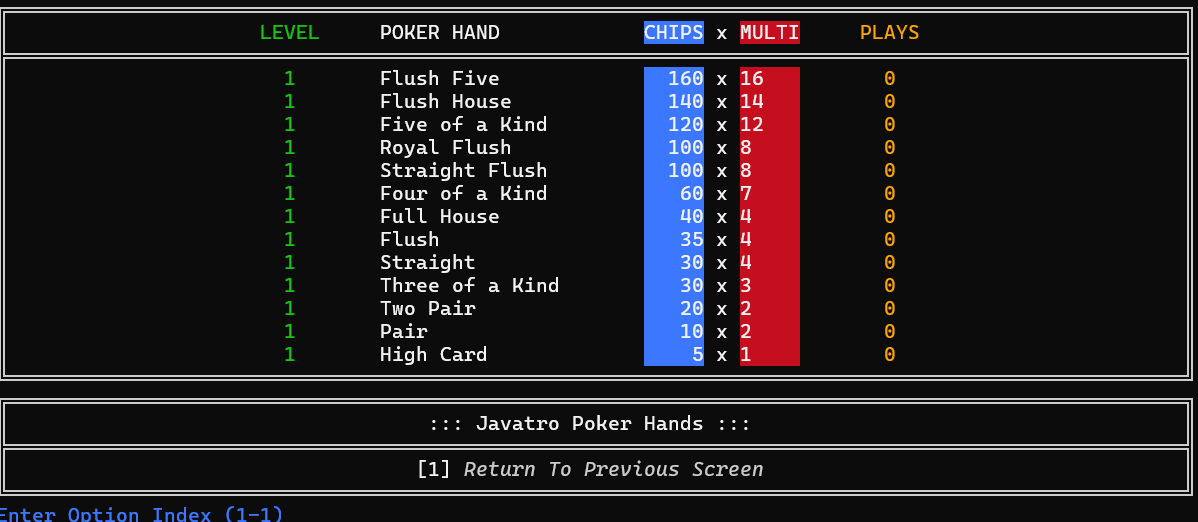 LEVEL POKER HAND CHIPS x MULTI PLAYS
1 Flush Five 160 x 16 0
1 Flush House 140 x 14 0
1 Five of a Kind 120 x 12 0
1 Royal Flush 100 x 8 0
1 Straight Flush 100 x 8 0
1 Four of a Kind 60 x 7 0
1 Full House 40 x 4 0
1 Flush 35 x 4 0
1 Straight 30 x 4 0
1 Three of a Kind 30 x 3 0
1 Two Pair 20 x 2 0
1 Pair 10 x 2 0
1 High Card 5 x 1 0
::: Javatro Poker Hands :::
[1] Return To Previous Screen
Enter Option Index (1-1)